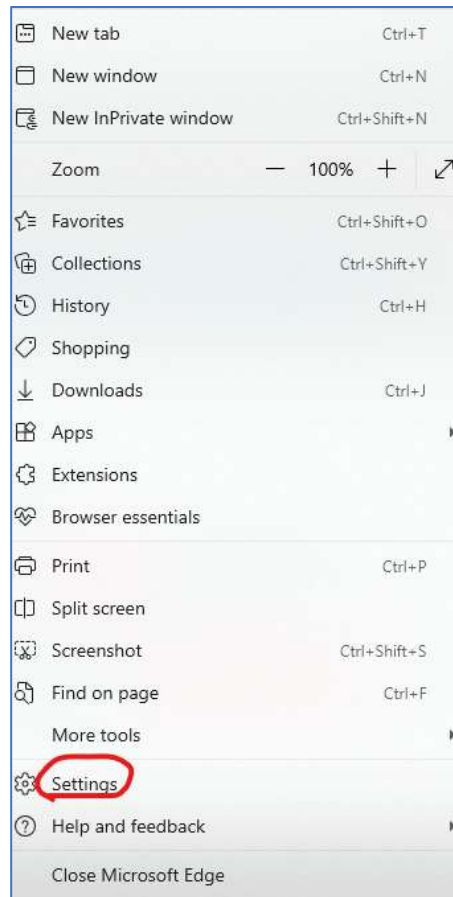 New tab Ctrl+T
New window Ctrl+N
New InPrivate window Ctrl+Shift+N
Zoom — 100% +
Favorites Ctrl+Shift+O
Collections Ctrl+Shift+Y
History Ctrl+H
Shopping
Downloads Ctrl+J
Apps
Extensions
Browser essentials
Print Ctrl+P
Split screen
Screenshot Ctrl+Shift+S
Find on page Ctrl+F
More tools
Settings
Help and feedback
Close Microsoft Edge